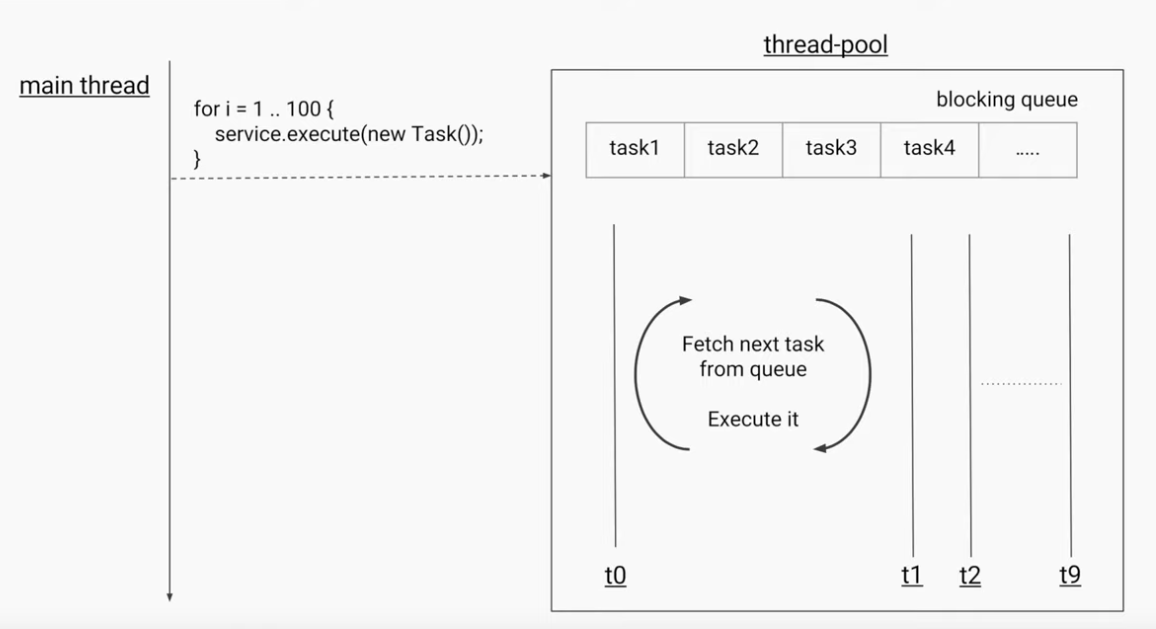 thread-pool
main thread
for i = 1 .. 100 {
service.execute(new Task());
}
blocking queue
task1 task2 task3 task4 .....
Fetch next task
from queue
Execute it
t0 t1 t2 t9